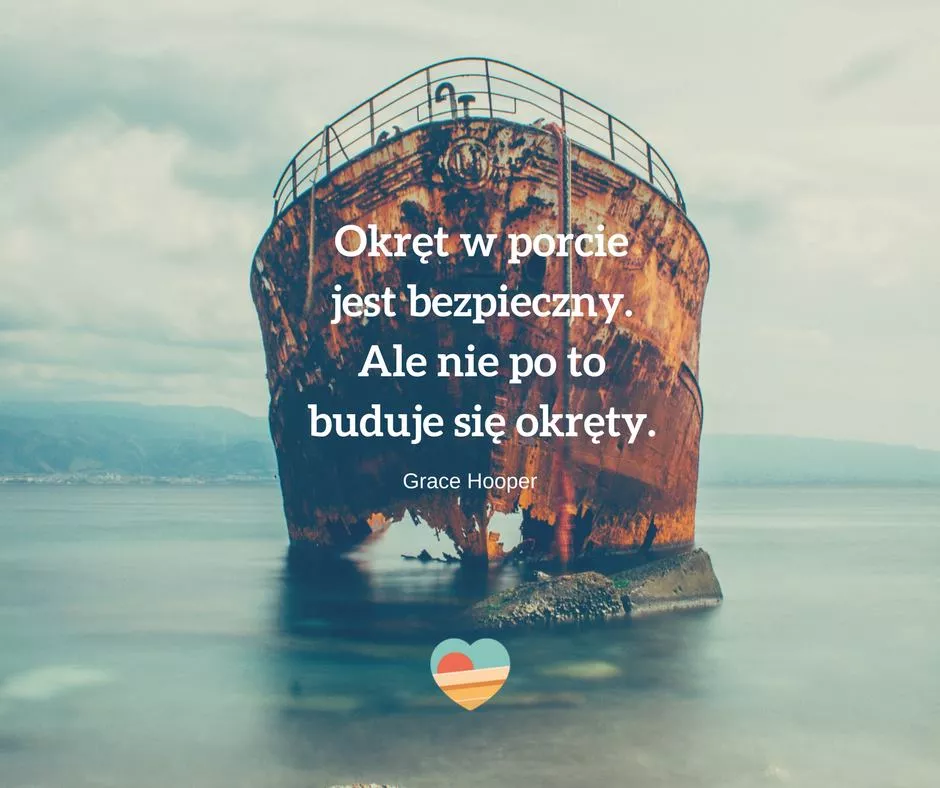 Okręt w porcie
jest bezpieczny.
Ale nie po to
buduje się okręty.
Grace Hooper